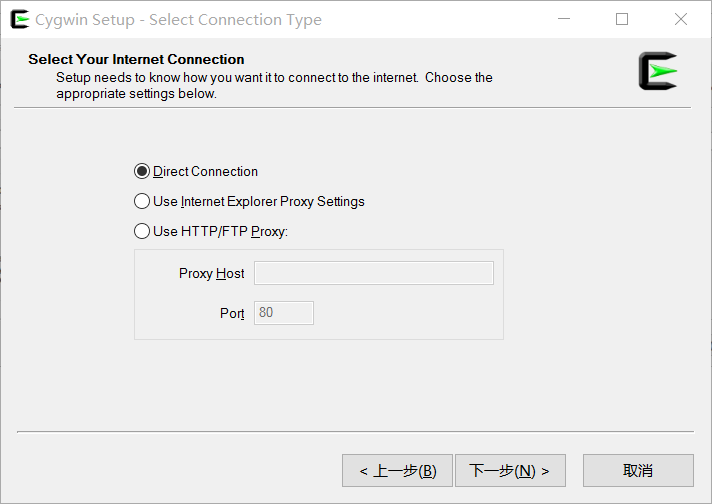 Cygwin Setup - Select Connection Type
Select Your Internet Connection
Setup needs to know how you want it to connect to the internet. Choose the
appropriate settings below.
Direct Connection
Use Internet Explorer Proxy Settings
Use HTTP/FTP Proxy:
Proxy Host
Port 80
< 上一步(B) 下一步(N) > 取消